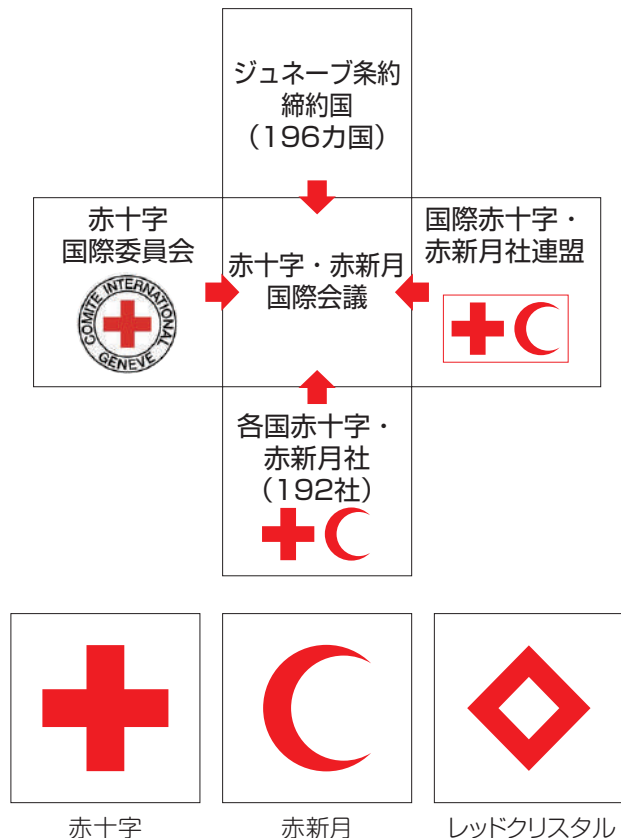 ジュネーブ条約
締約国
（196カ国）
赤十字
国際委員会
COMITE INTERNATIONAL
GENEVE
赤十字・赤新月
国際会議
国際赤十字・
赤新月社連盟
各国赤十字・
赤新月社
（192社）
赤十字
赤新月
レッドクリスタル